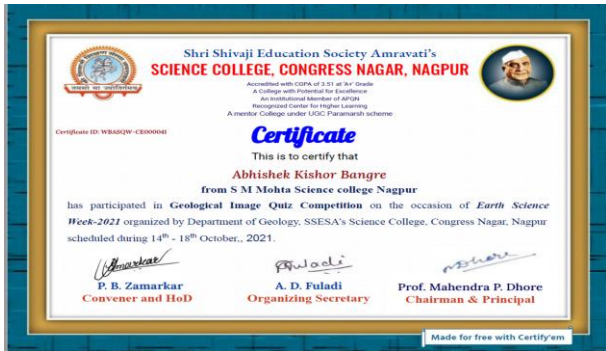 Shri Shivaji Education Society Amravati's
SCIENCE COLLEGE, CONGRESS NAGAR, NAGPUR
Accredited with CGPA of 3.51 at 'A+' Grade
A College with Potential for Excellence
An Institutional Member of APQN
Recognized Center for Higher Learning
A mentor College under UGC Paramarsh scheme
तमसो मा ज्योतिर्गमय
Certificate ID: WBASQW-CE000041
Certificate
This is to certify that
Abhishek Kishor Bangre
from S M Mohta Science college Nagpur
has participated in Geological Image Quiz Competition on the occasion of Earth Science
Week-2021 organized by Department of Geology, SSESA's Science College, Congress Nagar, Nagpur
scheduled during 14th - 18th October,, 2021.
P. B. Zamarkar
Convener and HoD
A. D. Fuladi
Organizing Secretary
Prof. Mahendra P. Dhore
Chairman & Principal
Made for free with Certify'em